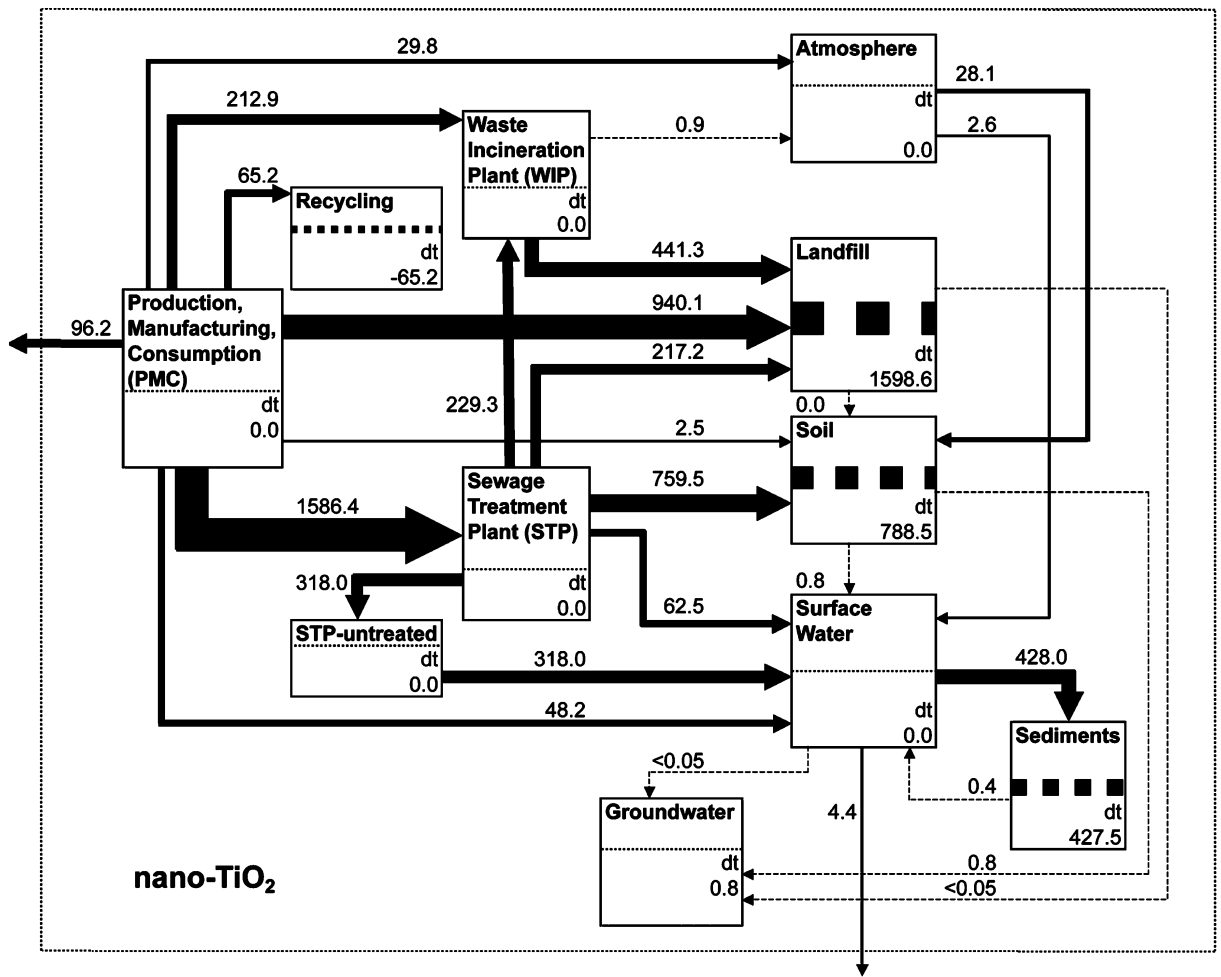 29.8
Atmosphere
28.1
dt
2.6
0.0
212.9
Waste
Incineration
Plant (WIP)
dt
0.0
0.9
65.2
Recycling
dt
-65.2
441.3
Landfill
dt
1598.6
96.2
Production,
Manufacturing,
Consumption
(PMC)
dt
0.0
940.1
217.2
229.3
0.0
2.5
Soil
dt
788.5
1586.4
Sewage
Treatment
Plant (STP)
dt
0.0
759.5
318.0
62.5
0.8
Surface
Water
dt
0.0
STP-untreated
dt
0.0
318.0
48.2
428.0
Sediments
dt
427.5
<0.05
0.4
4.4
Groundwater
dt
0.8
0.8
<0.05
nano-TiO₂